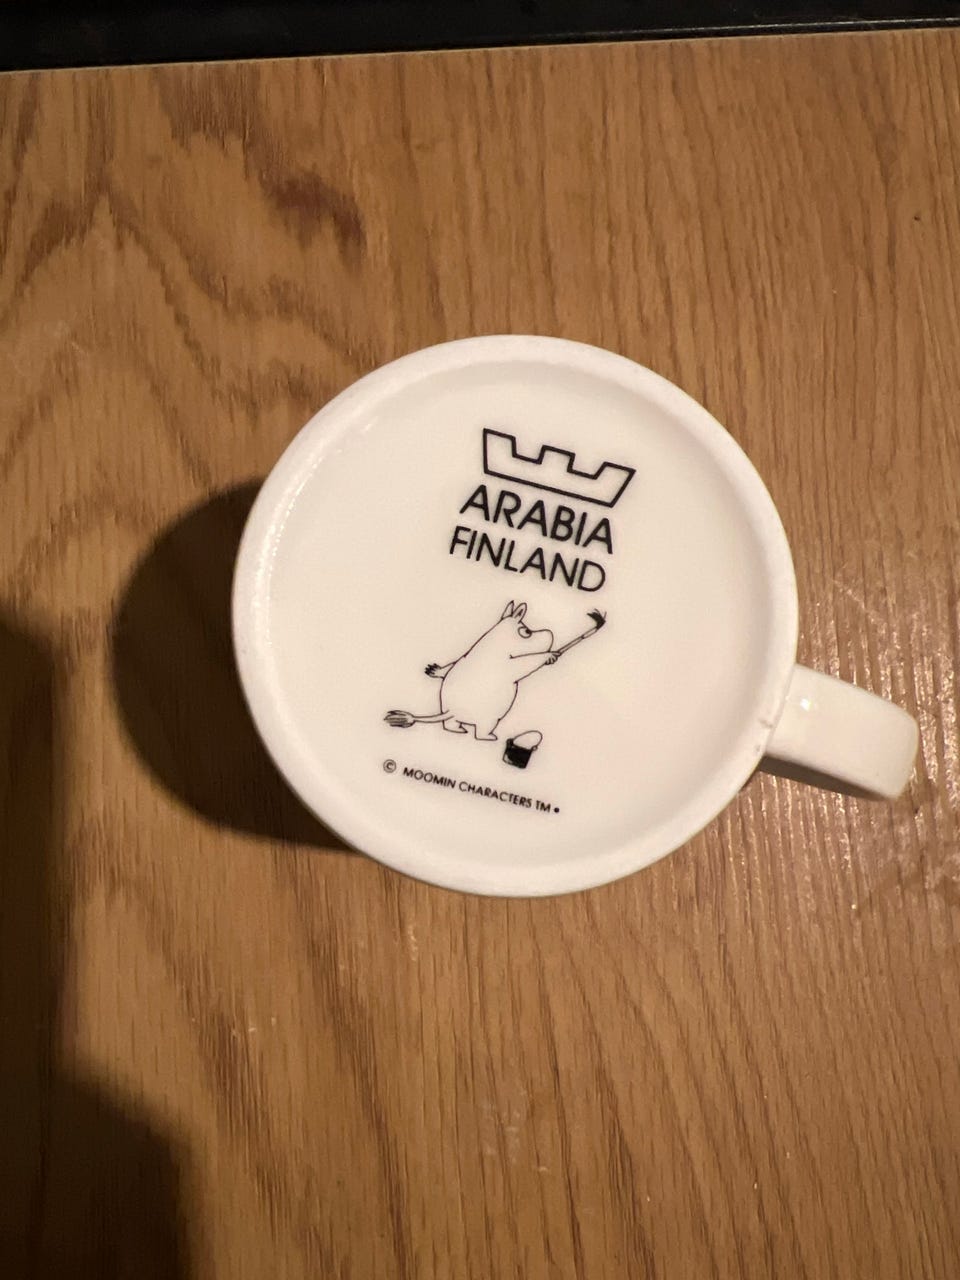 ARABIA
FINLAND
© MOOMIN CHARACTERS TM •